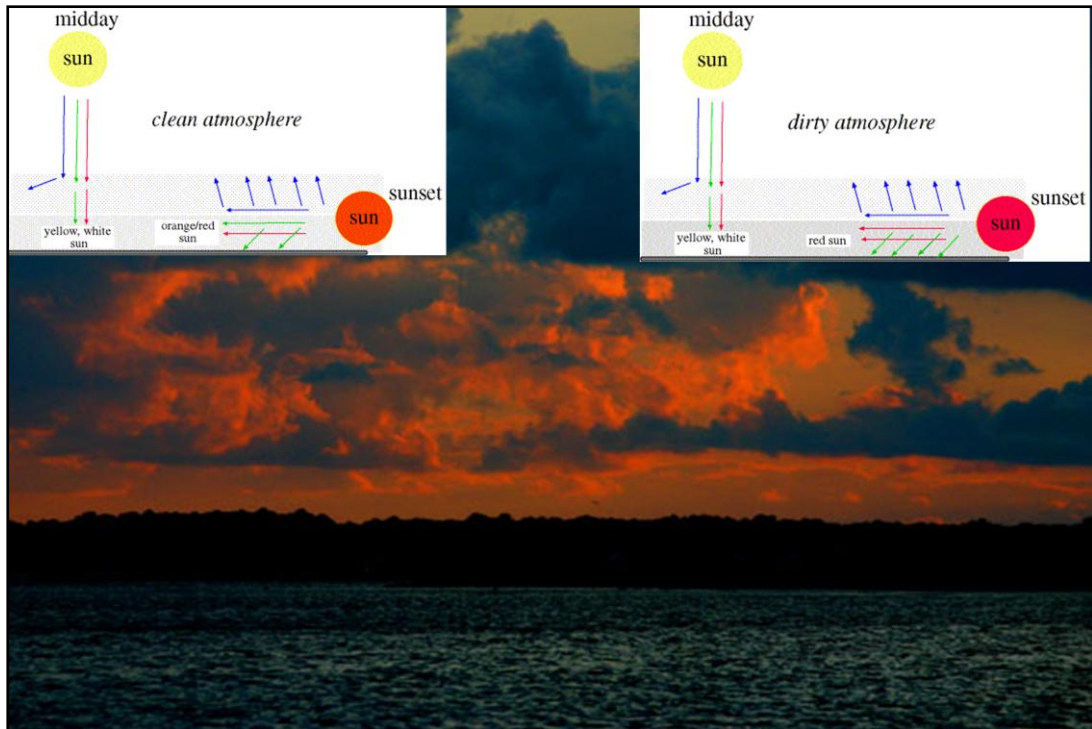 midday
sun
clean atmosphere
sunset
sun
yellow, white
sun
orange/red
sun
midday
sun
dirty atmosphere
sunset
sun
yellow, white
sun
red sun